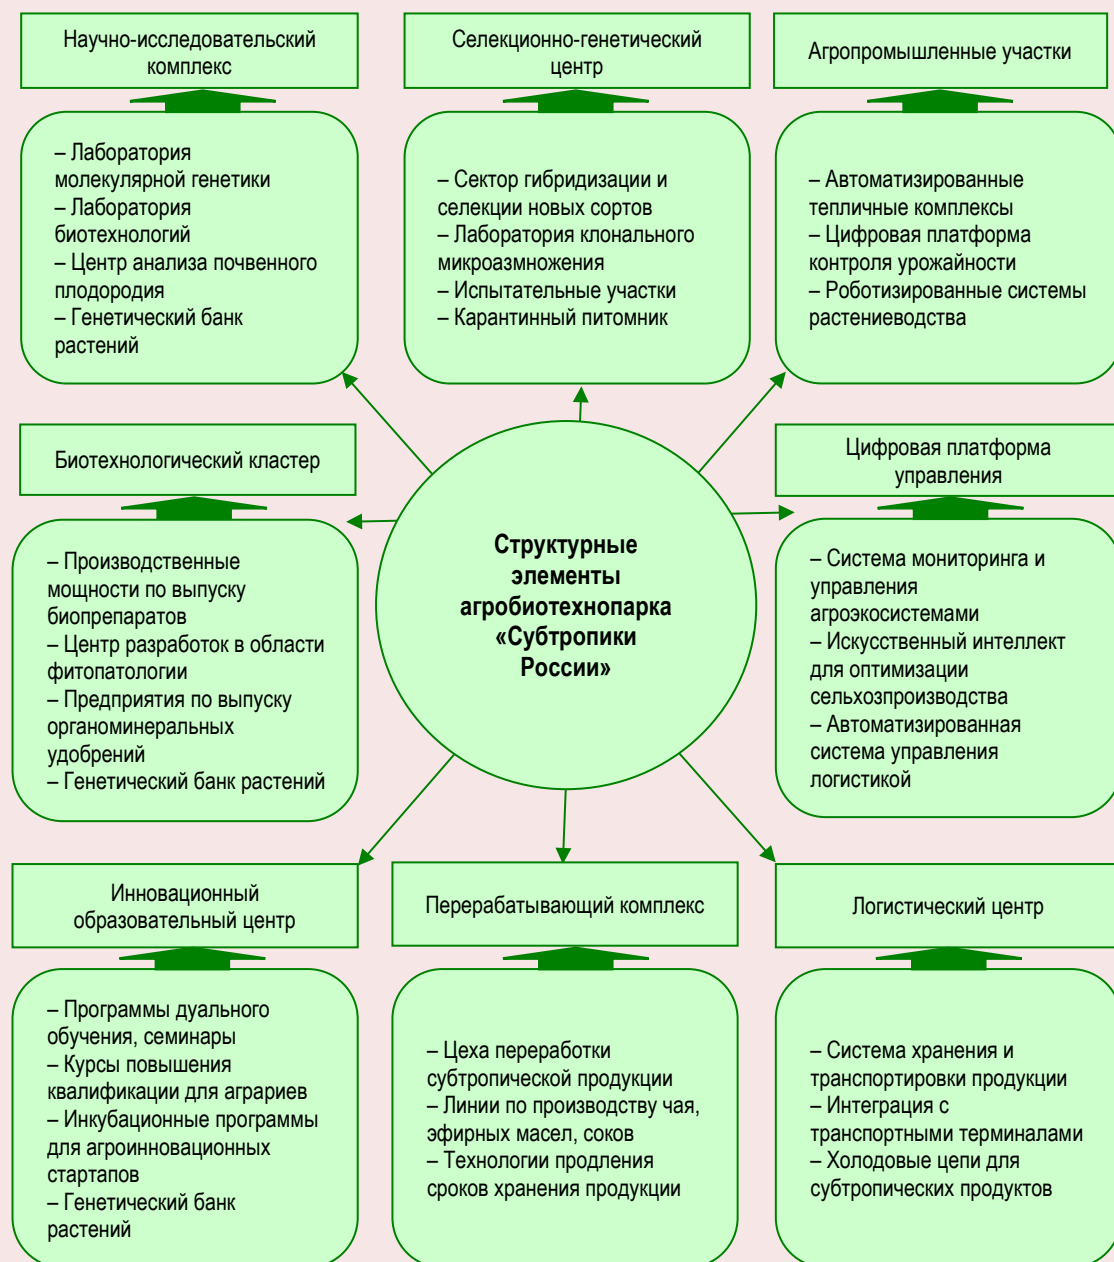 Научно-исследовательский
комплекс
– Лаборатория
молекулярной генетики
– Лаборатория
биотехнологий
– Центр анализа почвенного
плодородия
– Генетический банк
растений
Селекционно-генетический
центр
– Сектор гибридизации и
селекции новых сортов
– Лаборатория клонального
микроазмножения
– Испытательные участки
– Карантинный питомник
Агропромышленные участки
– Автоматизированные
тепличные комплексы
– Цифровая платформа
контроля урожайности
– Роботизированные системы
растениеводства
Биотехнологический кластер
– Производственные
мощности по выпуску
биопрепаратов
– Центр разработок в области
фитопатологии
– Предприятия по выпуску
органоминеральных
удобрений
– Генетический банк растений
Структурные
элементы
агробиотехнопарка
«Субтропики
России»
Цифровая платформа
управления
– Система мониторинга и
управления
агроэкосистемами
– Искусственный интеллект
для оптимизации
сельхозпроизводства
– Автоматизированная
система управления
логистикой
Инновационный
образовательный центр
– Программы дуального
обучения, семинары
– Курсы повышения
квалификации для аграриев
– Инкубационные программы
для агроинновационных
стартапов
– Генетический банк
растений
Перерабатывающий комплекс
– Цеха переработки
субтропической продукции
– Линии по производству чая,
эфирных масел, соков
– Технологии продления
сроков хранения продукции
Логистический центр
– Система хранения и
транспортировки продукции
– Интеграция с
транспортными терминалами
– Холодовые цепи для
субтропических продуктов